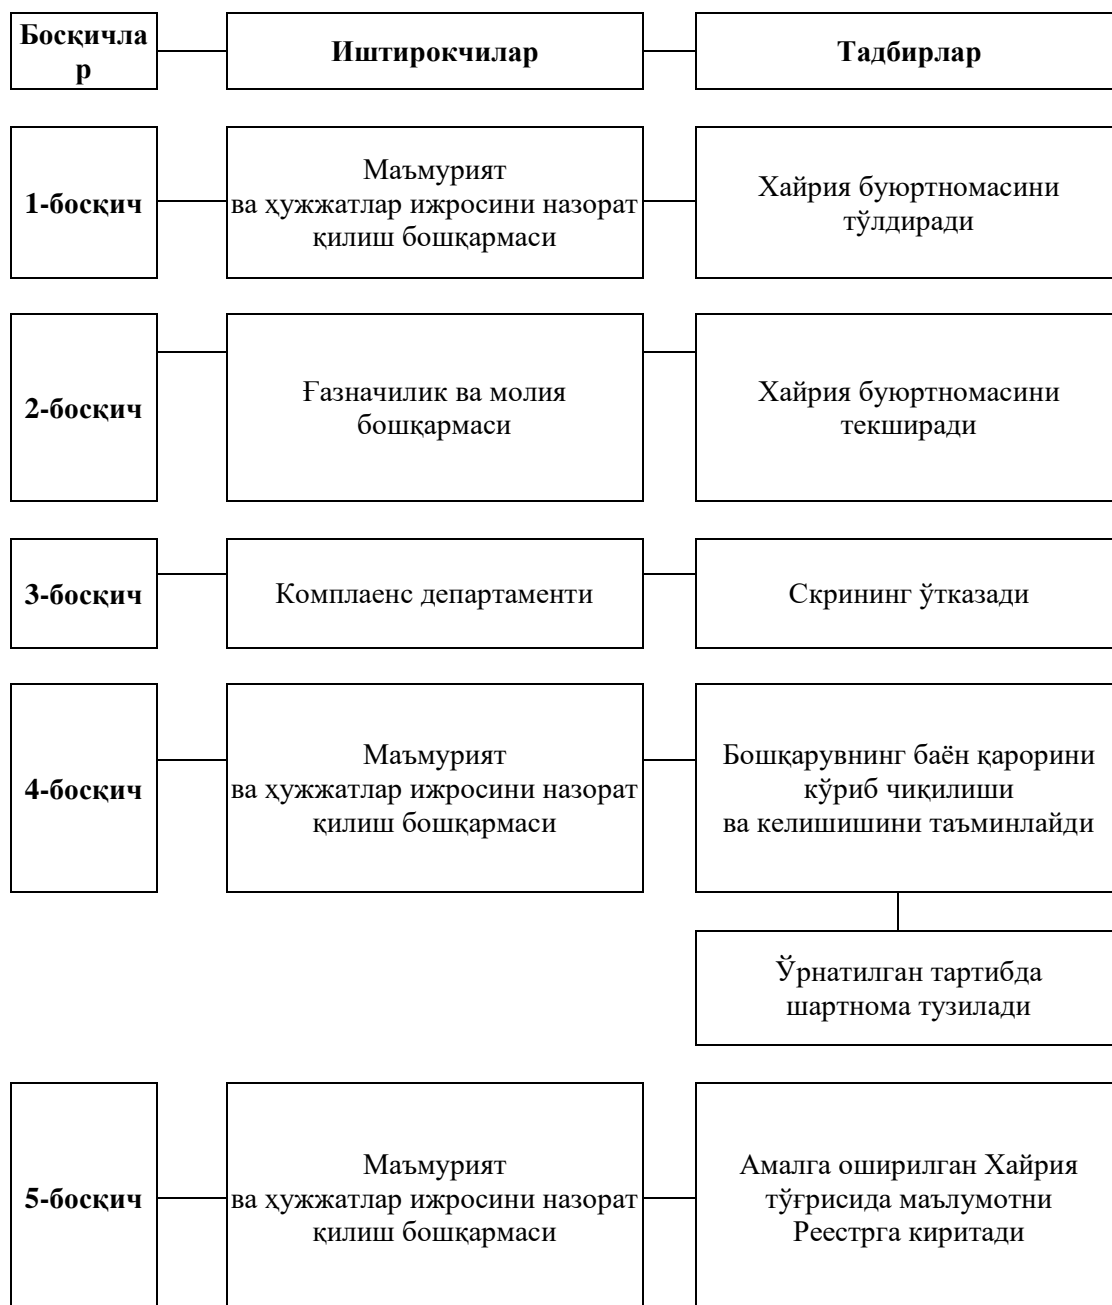 Босқичла
р
Иштирокчилар
Тадбирлар
1-босқич
Маъмурият
ва ҳужжатлар ижросини назорат
қилиш бошқармаси
Хайрия буюртномасини
тўлдиради
2-босқич
Ғазначилик ва молия
бошқармаси
Хайрия буюртномасини
текширади
3-босқич
Комплаенс департаменти
Скрининг ўтказади
4-босқич
Маъмурият
ва ҳужжатлар ижросини назорат
қилиш бошқармаси
Бошқарувнинг баён қарорини
кўриб чиқилиши
ва келишишини таъминлайди
Ўрнатилган тартибда
шартнома тузилади
5-босқич
Маъмурият
ва ҳужжатлар ижросини назорат
қилиш бошқармаси
Амалга оширилган Хайрия
тўғрисида маълумотни
Реестрга киритади